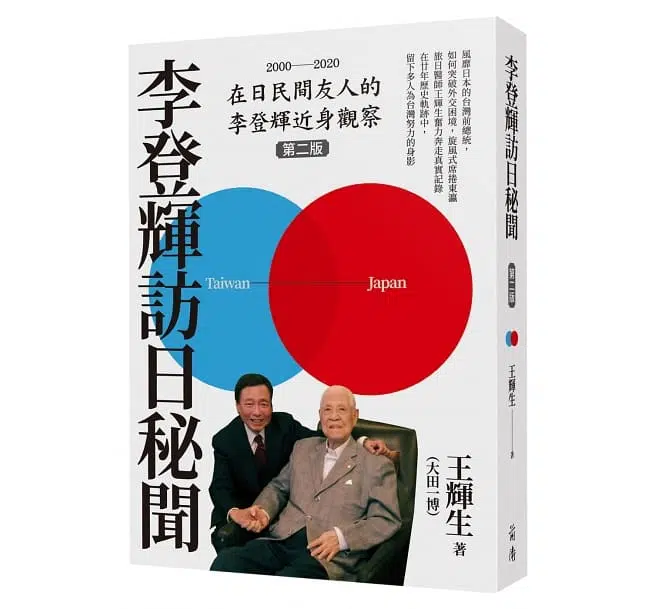 李登輝訪日秘聞
2000——2020
在日民間友人的
李登輝近身觀察
第二版
風靡日本的台灣前總統，
如何突破外交困境，旋風式席捲東瀛
旅日醫師王輝生奮力奔走真實記錄
在廿年歷史軌跡中，
留下多人為台灣努力的身影
Taiwan
Japan
王輝生 著
(大田一博)
李登輝訪日秘聞
第二版
王輝生——著
前衛